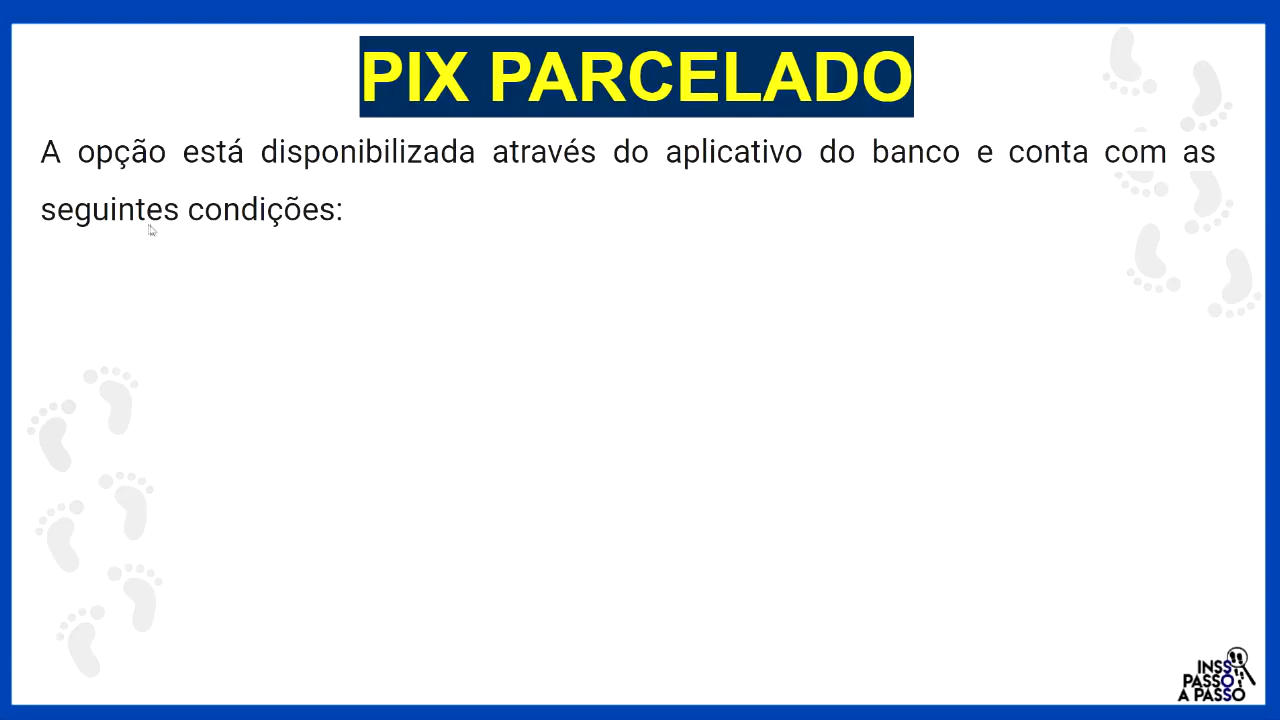 PIX PARCELADO
A opção está disponibilizada através do aplicativo do banco e conta com as
seguintes condições:
INSS
PASSO
A PASSO